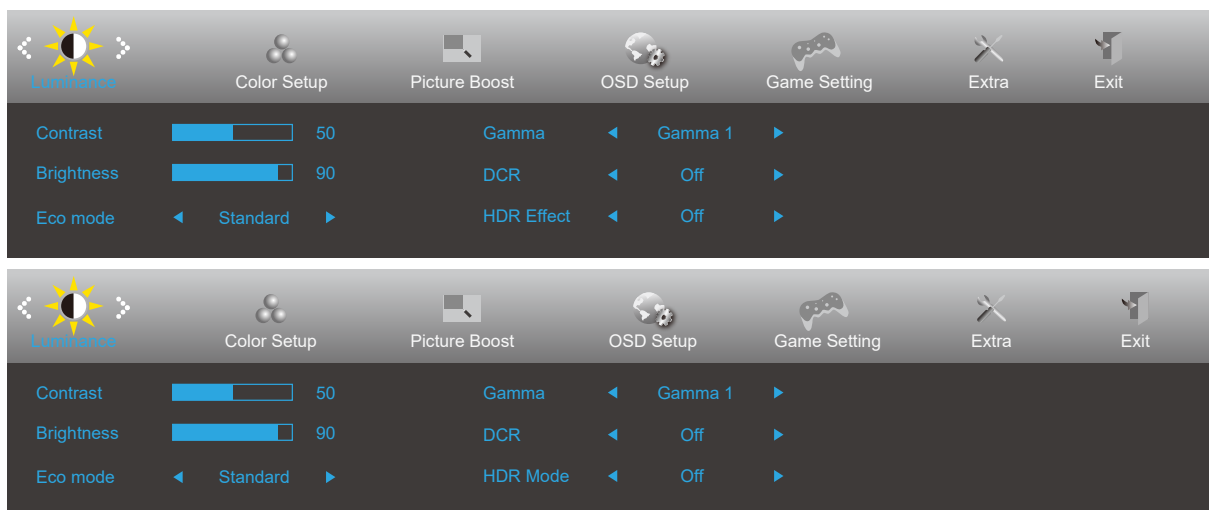 Luminance Color Setup Picture Boost OSD Setup Game Setting Extra Exit
Contrast 50 Gamma Gamma 1
Brightness 90 DCR Off
Eco mode Standard HDR Effect Off
Luminance Color Setup Picture Boost OSD Setup Game Setting Extra Exit
Contrast 50 Gamma Gamma 1
Brightness 90 DCR Off
Eco mode Standard HDR Mode Off